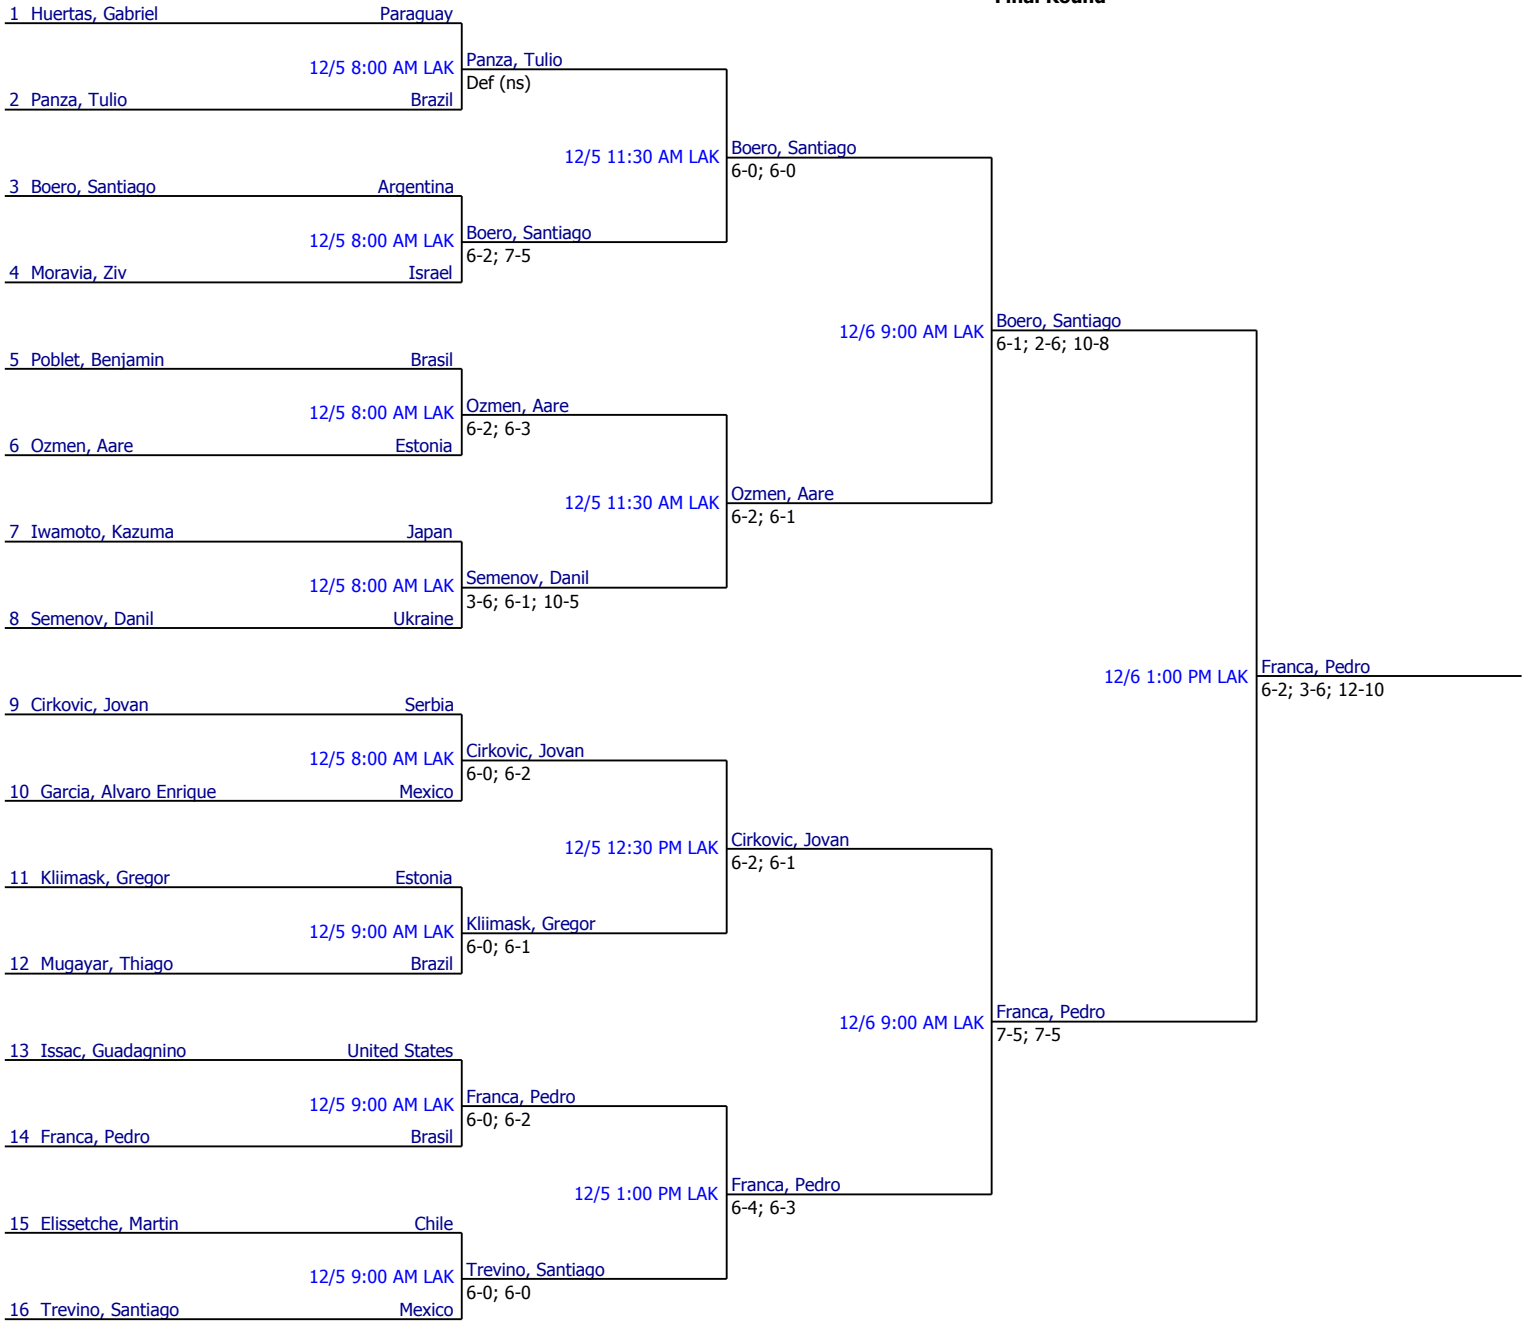 Final Round
1 Huertas, Gabriel Paraguay
12/5 8:00 AM LAK Panza, Tulio
Def (ns)
2 Panza, Tulio Brazil
12/5 11:30 AM LAK Boero, Santiago
6-0; 6-0
3 Boero, Santiago Argentina
12/5 8:00 AM LAK Boero, Santiago
6-2; 7-5
4 Moravia, Ziv Israel
12/6 9:00 AM LAK Boero, Santiago
6-1; 2-6; 10-8
5 Poblet, Benjamin Brasil
12/5 8:00 AM LAK Ozmen, Aare
6-2; 6-3
6 Ozmen, Aare Estonia
12/5 11:30 AM LAK Ozmen, Aare
6-2; 6-1
7 Iwamoto, Kazuma Japan
12/5 8:00 AM LAK Semenov, Danil
3-6; 6-1; 10-5
8 Semenov, Danil Ukraine
12/6 1:00 PM LAK Franca, Pedro
6-2; 3-6; 12-10
9 Cirkovic, Jovan Serbia
12/5 8:00 AM LAK Cirkovic, Jovan
6-0; 6-2
10 Garcia, Alvaro Enrique Mexico
12/5 12:30 PM LAK Cirkovic, Jovan
6-2; 6-1
11 Kliimask, Gregor Estonia
12/5 9:00 AM LAK Kliimask, Gregor
6-0; 6-1
12 Mugayar, Thiago Brazil
12/6 9:00 AM LAK Franca, Pedro
7-5; 7-5
13 Issac, Guadagnino United States
12/5 9:00 AM LAK Franca, Pedro
6-0; 6-2
14 Franca, Pedro Brasil
12/5 1:00 PM LAK Franca, Pedro
6-4; 6-3
15 Elissetche, Martin Chile
12/5 9:00 AM LAK Trevino, Santiago
6-0; 6-0
16 Trevino, Santiago Mexico